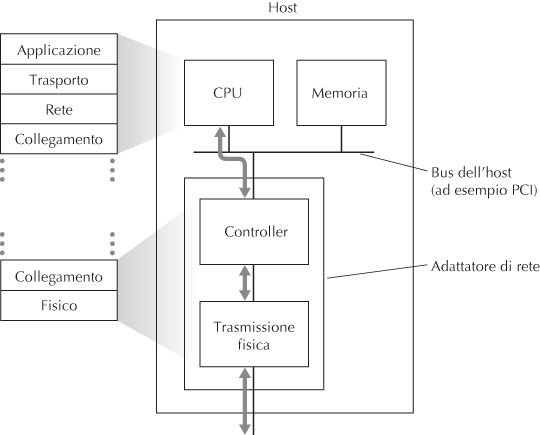 Host
Applicazione
Trasporto
Rete
Collegamento
CPU
Memoria
Bus dell'host
(ad esempio PCI)
Controller
Collegamento
Fisico
Adattatore di rete
Trasmissione
fisica